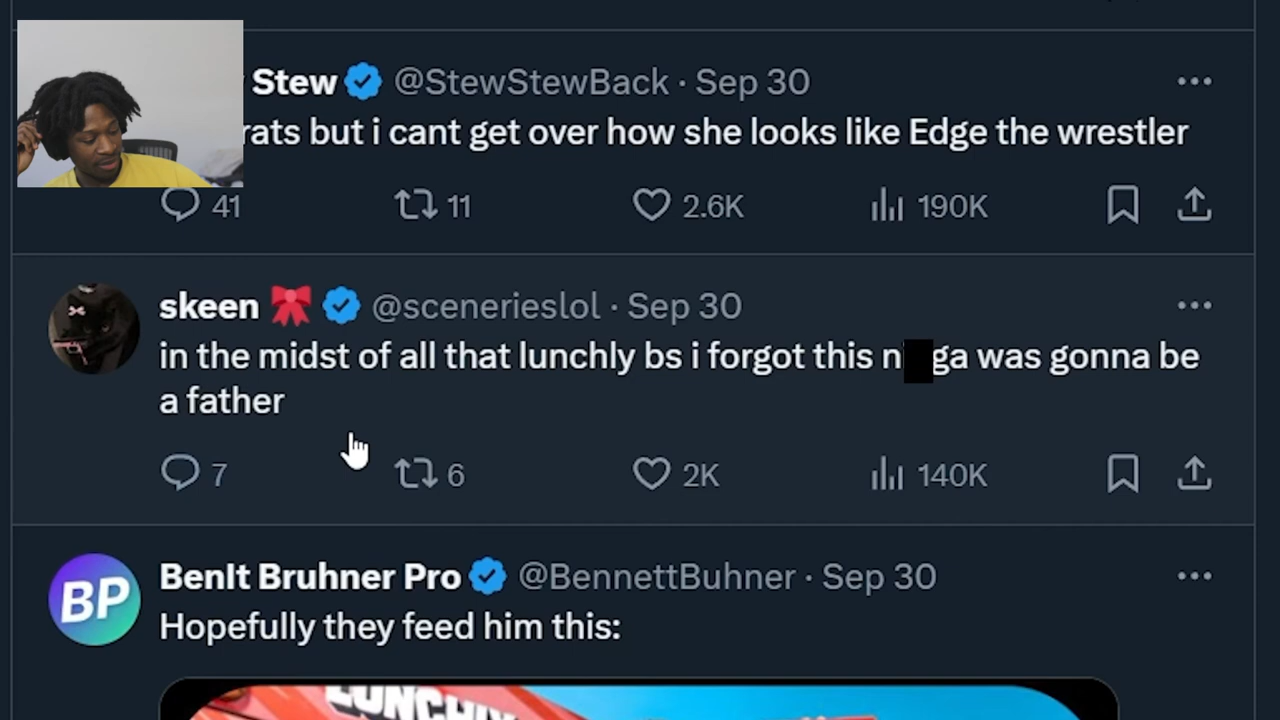 Stew @StewStewBack · Sep 30
rats but i cant get over how she looks like Edge the wrestler
41 11 2.6K 190K
skeen 🎀 @scenerieslol · Sep 30
in the midst of all that lunchly bs i forgot this n ga was gonna be
a father
7 6 2K 140K
BP BenIt Bruhner Pro @BennettBuhner · Sep 30
Hopefully they feed him this:
LUNCHLY